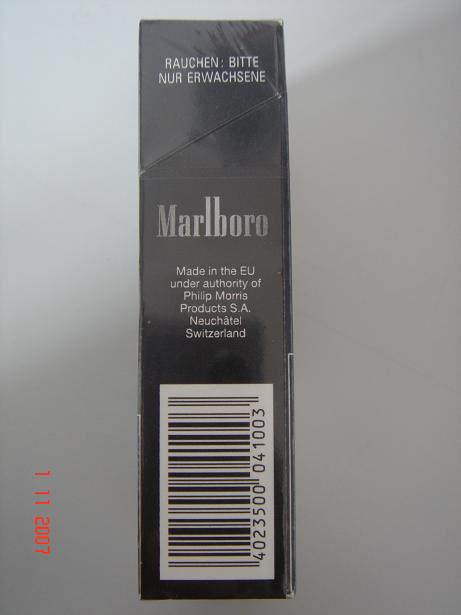 RAUCHEN: BITTE
NUR ERWACHSENE
Marlboro
Made in the EU
under authority of
Philip Morris
Products S.A.
Neuchâtel
Switzerland
4023500 041003
1 11 2007